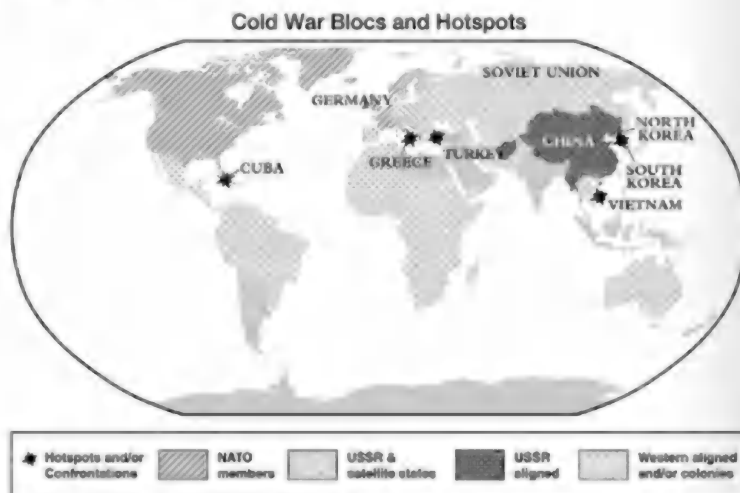 Cold War Blocs and Hotspots
SOVIET UNION
GERMANY
NORTH
KOREA
CHINA
GREECE
TURKEY
CUBA
SOUTH
KOREA
VIETNAM
Hotspots and/or
Confrontations
NATO
members
USSR &
satellite states
USSR
aligned
Western aligned
and/or colonies